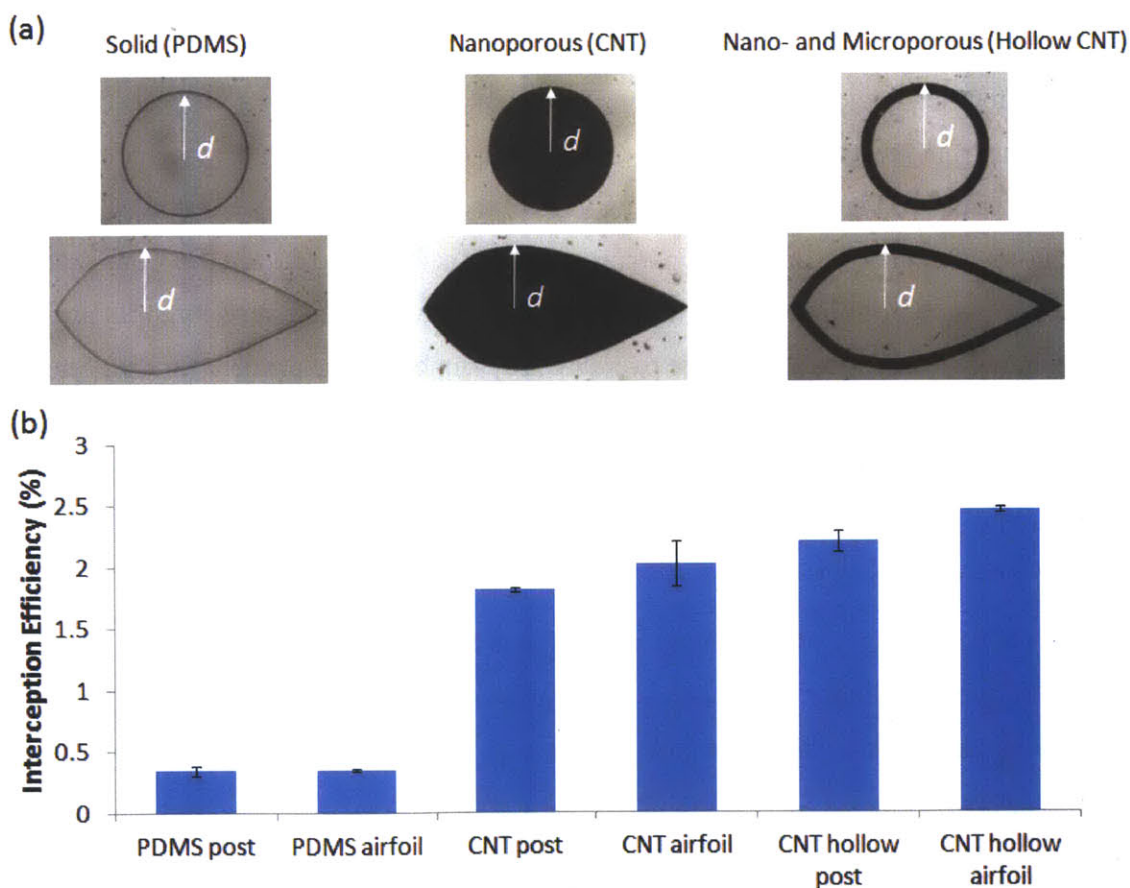 (a)
Solid (PDMS)
Nanoporous (CNT)
Nano- and Microporous (Hollow CNT)
d
d
d
d
d
d
(b)
Interception Efficiency (%)
3
2.5
2
1.5
1
0.5
0
PDMS post
PDMS airfoil
CNT post
CNT airfoil
CNT hollow
post
CNT hollow
airfoil